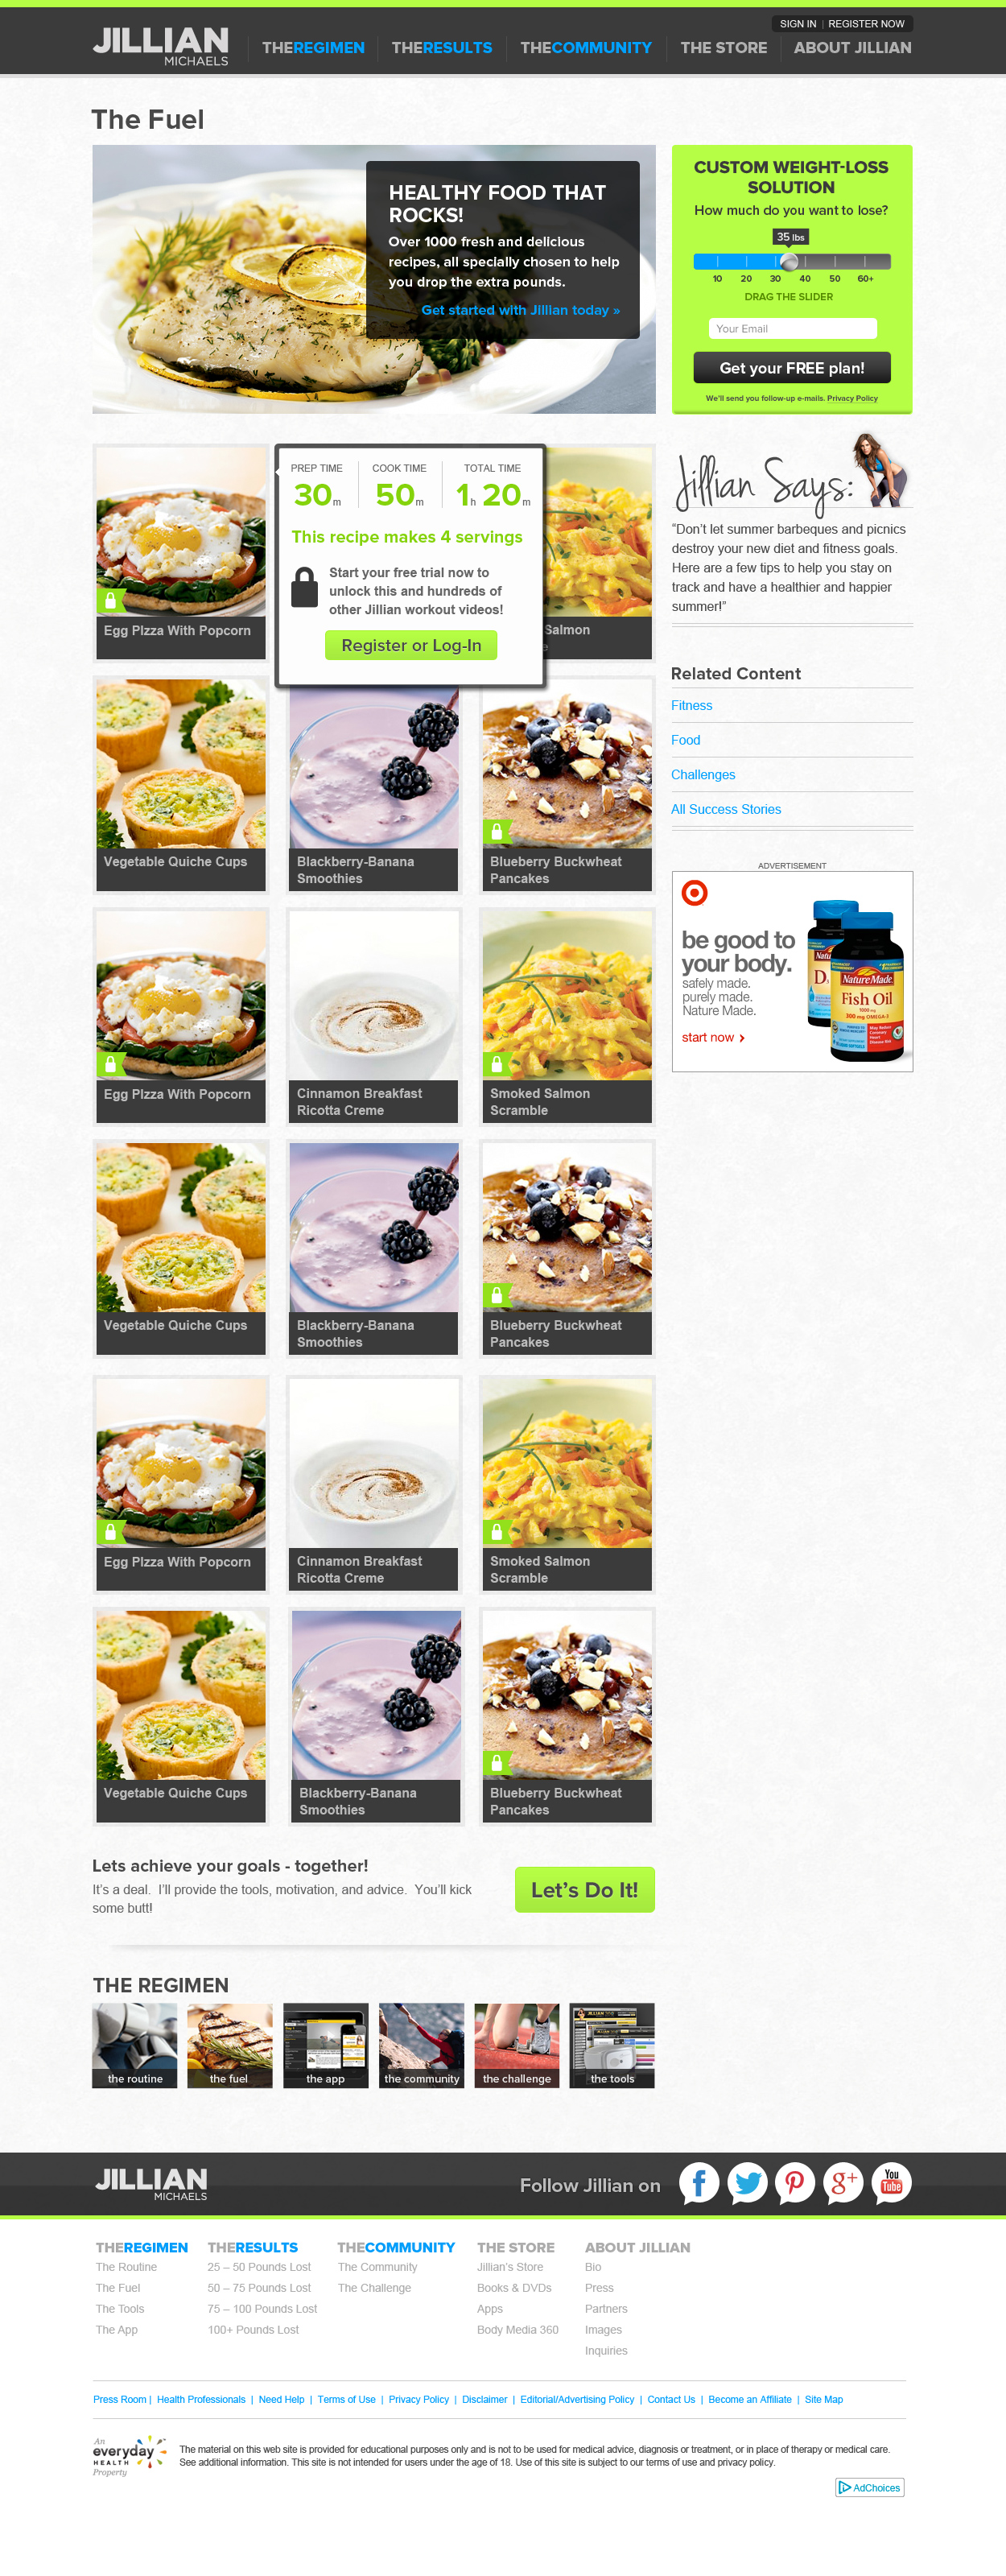 SIGN IN | REGISTER NOW
JILLIAN
MICHAELS
THEREGIMEN
THERESULTS
THECOMMUNITY
THE STORE
ABOUT JILLIAN
The Fuel
HEALTHY FOOD THAT
ROCKS!
Over 1000 fresh and delicious
recipes, all specially chosen to help
you drop the extra pounds.
Get started with Jillian today »
CUSTOM WEIGHT-LOSS
SOLUTION
How much do you want to lose?
35 lbs
10 20 30 40 50 60+
DRAG THE SLIDER
Your Email
Get your FREE plan!
We'll send you follow-up e-mails. Privacy Policy
PREP TIME
30m
COOK TIME
50m
TOTAL TIME
1h 20m
This recipe makes 4 servings
Start your free trial now to
unlock this and hundreds of
other Jillian workout videos!
Register or Log-In
Egg PIzza With Popcorn
Salmon
e
Jillian Says:
“Don’t let summer barbeques and picnics
destroy your new diet and fitness goals.
Here are a few tips to help you stay on
track and have a healthier and happier
summer!”
Related Content
Fitness
Food
Challenges
All Success Stories
ADVERTISEMENT
be good to
your body.
safely made.
purely made.
Nature Made.
start now ›
Nature Made
D
Nature Made
Fish Oil
Vegetable Quiche Cups
Blackberry-Banana
Smoothies
Blueberry Buckwheat
Pancakes
Egg PIzza With Popcorn
Cinnamon Breakfast
Ricotta Creme
Smoked Salmon
Scramble
Vegetable Quiche Cups
Blackberry-Banana
Smoothies
Blueberry Buckwheat
Pancakes
Egg PIzza With Popcorn
Cinnamon Breakfast
Ricotta Creme
Smoked Salmon
Scramble
Vegetable Quiche Cups
Blackberry-Banana
Smoothies
Blueberry Buckwheat
Pancakes
Lets achieve your goals - together!
It’s a deal.  I’ll provide the tools, motivation, and advice.  You’ll kick
some butt!
Let’s Do It!
THE REGIMEN
the routine
the fuel
the app
the community
the challenge
the tools
JILLIAN
MICHAELS
Follow Jillian on
You
Tube
THEREGIMEN
The Routine
The Fuel
The Tools
The App
THERESULTS
25 – 50 Pounds Lost
50 – 75 Pounds Lost
75 – 100 Pounds Lost
100+ Pounds Lost
THECOMMUNITY
The Community
The Challenge
THE STORE
Jillian’s Store
Books & DVDs
Apps
Body Media 360
ABOUT JILLIAN
Bio
Press
Partners
Images
Inquiries
Press Room | Health Professionals | Need Help | Terms of Use | Privacy Policy | Disclaimer | Editorial/Advertising Policy | Contact Us | Become an Affiliate | Site Map
An
everyday
HEALTH
Property
The material on this web site is provided for educational purposes only and is not to be used for medical advice, diagnosis or treatment, or in place of therapy or medical care.
See additional information. This site is not intended for users under the age of 18. Use of this site is subject to our terms of use and privacy policy.
AdChoices